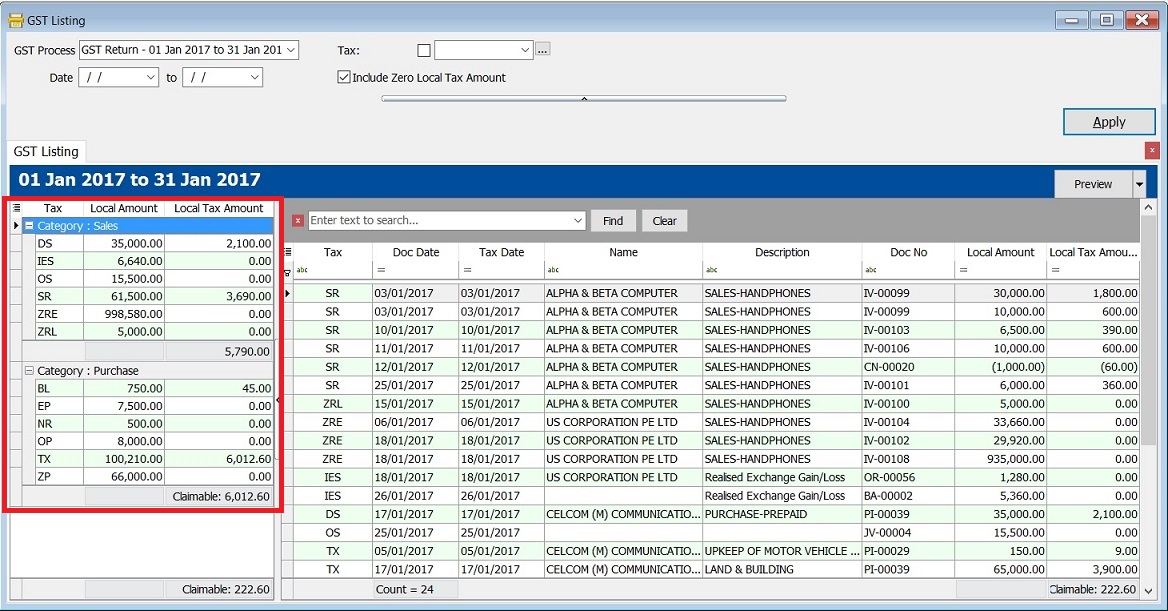 GST Listing
GST Process GST Return - 01 Jan 2017 to 31 Jan 201 Tax: ...
Date / / to / / Include Zero Local Tax Amount
Apply
GST Listing
01 Jan 2017 to 31 Jan 2017
Preview
Tax Local Amount Local Tax Amount
Category : Sales
DS 35,000.00 2,100.00
IES 6,640.00 0.00
OS 15,500.00 0.00
SR 61,500.00 3,690.00
ZRE 998,580.00 0.00
ZRL 5,000.00 0.00
5,790.00
Category : Purchase
BL 750.00 45.00
EP 7,500.00 0.00
NR 500.00 0.00
OP 8,000.00 0.00
TX 100,210.00 6,012.60
ZP 66,000.00 0.00
Claimable: 6,012.60
Claimable: 222.60
Enter text to search... Find Clear
Tax Doc Date Tax Date Name Description Doc No Local Amount Local Tax Amou...
abc = = abc abc abc = =
SR 03/01/2017 03/01/2017 ALPHA & BETA COMPUTER SALES-HANDPHONES IV-00099 30,000.00 1,800.00
SR 03/01/2017 03/01/2017 ALPHA & BETA COMPUTER SALES-HANDPHONES IV-00099 10,000.00 600.00
SR 10/01/2017 10/01/2017 ALPHA & BETA COMPUTER SALES-HANDPHONES IV-00103 6,500.00 390.00
SR 11/01/2017 11/01/2017 ALPHA & BETA COMPUTER SALES-HANDPHONES IV-00106 10,000.00 600.00
SR 12/01/2017 12/01/2017 ALPHA & BETA COMPUTER SALES-HANDPHONES CN-00020 (1,000.00) (60.00)
SR 25/01/2017 25/01/2017 ALPHA & BETA COMPUTER SALES-HANDPHONES IV-00101 6,000.00 360.00
ZRL 15/01/2017 15/01/2017 ALPHA & BETA COMPUTER SALES-HANDPHONES IV-00100 5,000.00 0.00
ZRE 06/01/2017 06/01/2017 US CORPORATION PE LTD SALES-HANDPHONES IV-00104 33,660.00 0.00
ZRE 18/01/2017 18/01/2017 US CORPORATION PE LTD SALES-HANDPHONES IV-00102 29,920.00 0.00
ZRE 18/01/2017 18/01/2017 US CORPORATION PE LTD SALES-HANDPHONES IV-00108 935,000.00 0.00
IES 18/01/2017 18/01/2017 US CORPORATION PE LTD Realised Exchange Gain/Loss OR-00056 1,280.00 0.00
IES 26/01/2017 26/01/2017 Realised Exchange Gain/Loss BA-00002 5,360.00 0.00
DS 17/01/2017 17/01/2017 CELCOM (M) COMMUNICATIO... PURCHASE-PREPAID PI-00039 35,000.00 2,100.00
OS 25/01/2017 25/01/2017 JV-00004 15,500.00 0.00
TX 05/01/2017 05/01/2017 CELCOM (M) COMMUNICATIO... UPKEEP OF MOTOR VEHICLE ... PI-00029 150.00 9.00
TX 17/01/2017 17/01/2017 CELCOM (M) COMMUNICATIO... LAND & BUILDING PI-00039 65,000.00 3,900.00
Count = 24 Claimable: 222.60